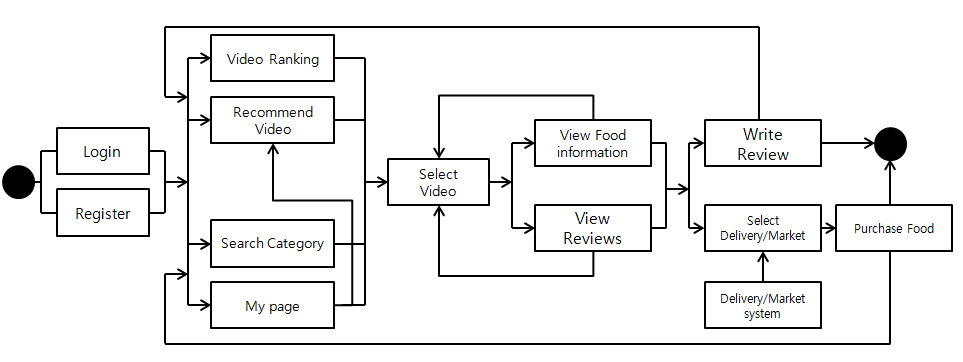 Login
Register
Video Ranking
Recommend
Video
Search Category
My page
Select
Video
View Food
information
View
Reviews
Write
Review
Select
Delivery/Market
Delivery/Market
system
Purchase Food